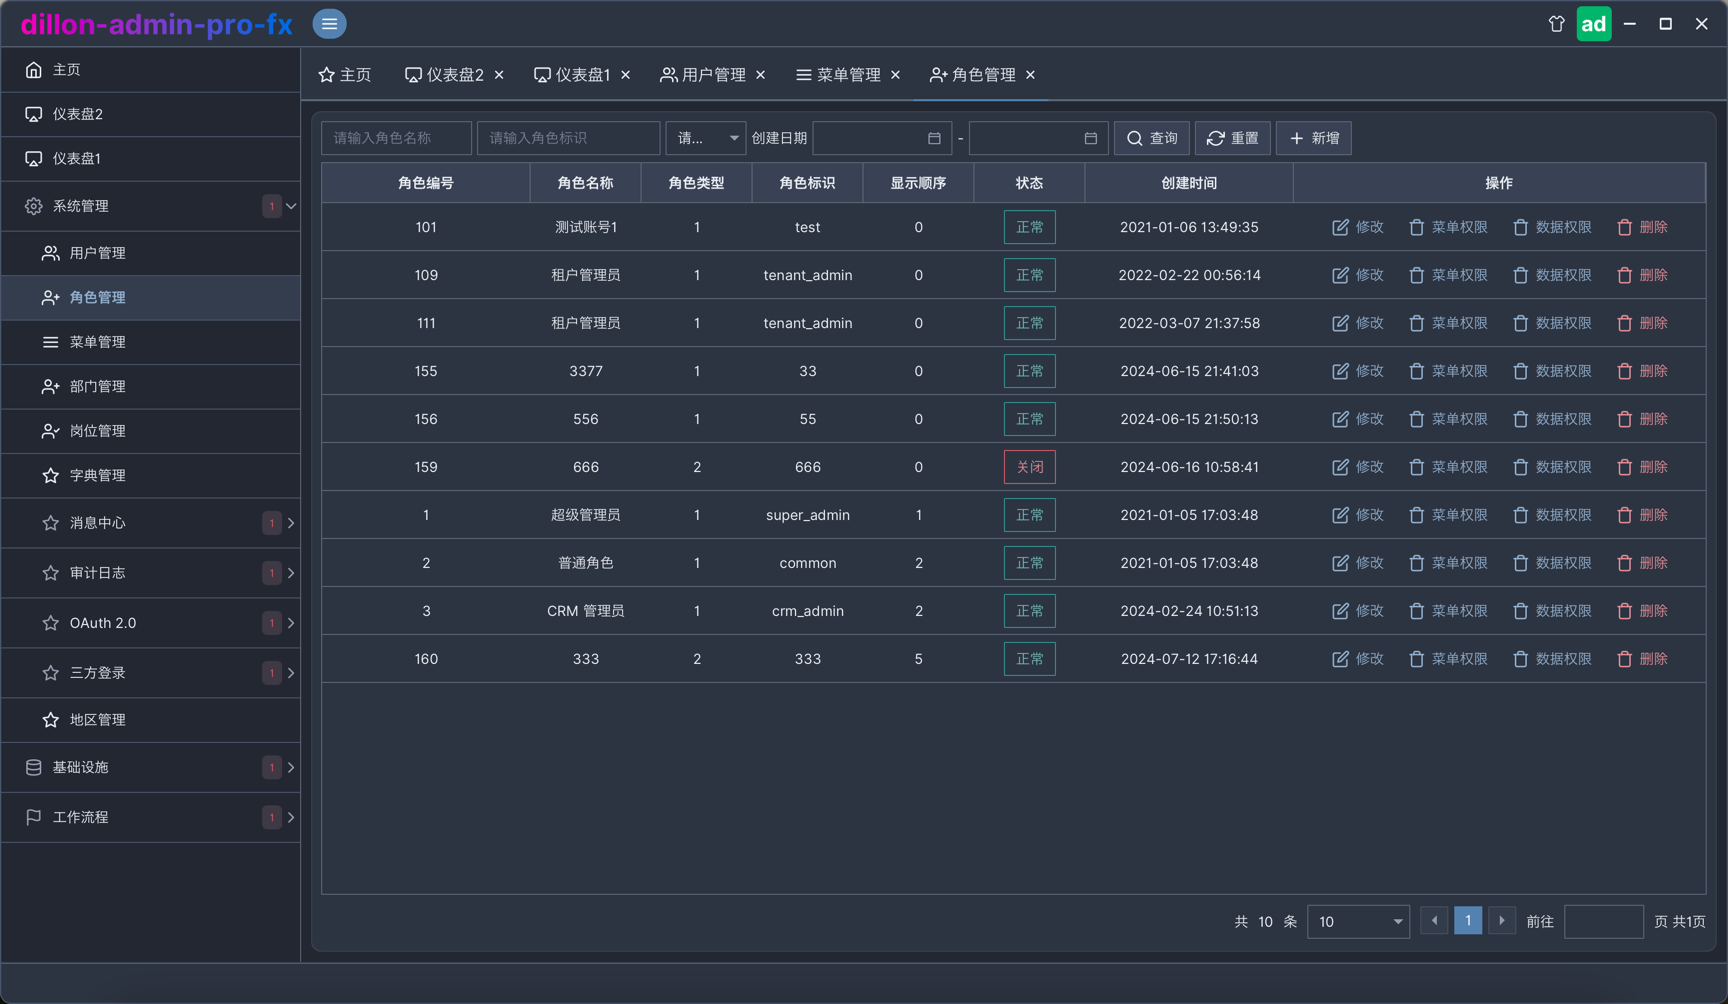 dillon-admin-pro-fx
ad
主页
仪表盘2
仪表盘1
系统管理 1
用户管理
角色管理
菜单管理
部门管理
岗位管理
字典管理
消息中心 1
审计日志 1
OAuth 2.0 1
三方登录 1
地区管理
基础设施 1
工作流程 1
主页 仪表盘2 仪表盘1 用户管理 菜单管理 角色管理
请输入角色名称 请输入角色标识 请... 创建日期 - 查询 重置 新增
角色编号 角色名称 角色类型 角色标识 显示顺序 状态 创建时间 操作
101 测试账号1 1 test 0 正常 2021-01-06 13:49:35 修改 菜单权限 数据权限 删除
109 租户管理员 1 tenant_admin 0 正常 2022-02-22 00:56:14 修改 菜单权限 数据权限 删除
111 租户管理员 1 tenant_admin 0 正常 2022-03-07 21:37:58 修改 菜单权限 数据权限 删除
155 3377 1 33 0 正常 2024-06-15 21:41:03 修改 菜单权限 数据权限 删除
156 556 1 55 0 正常 2024-06-15 21:50:13 修改 菜单权限 数据权限 删除
159 666 2 666 0 关闭 2024-06-16 10:58:41 修改 菜单权限 数据权限 删除
1 超级管理员 1 super_admin 1 正常 2021-01-05 17:03:48 修改 菜单权限 数据权限 删除
2 普通角色 1 common 2 正常 2021-01-05 17:03:48 修改 菜单权限 数据权限 删除
3 CRM 管理员 1 crm_admin 2 正常 2024-02-24 10:51:13 修改 菜单权限 数据权限 删除
160 333 2 333 5 正常 2024-07-12 17:16:44 修改 菜单权限 数据权限 删除
共 10 条 10 1 前往 页 共1页